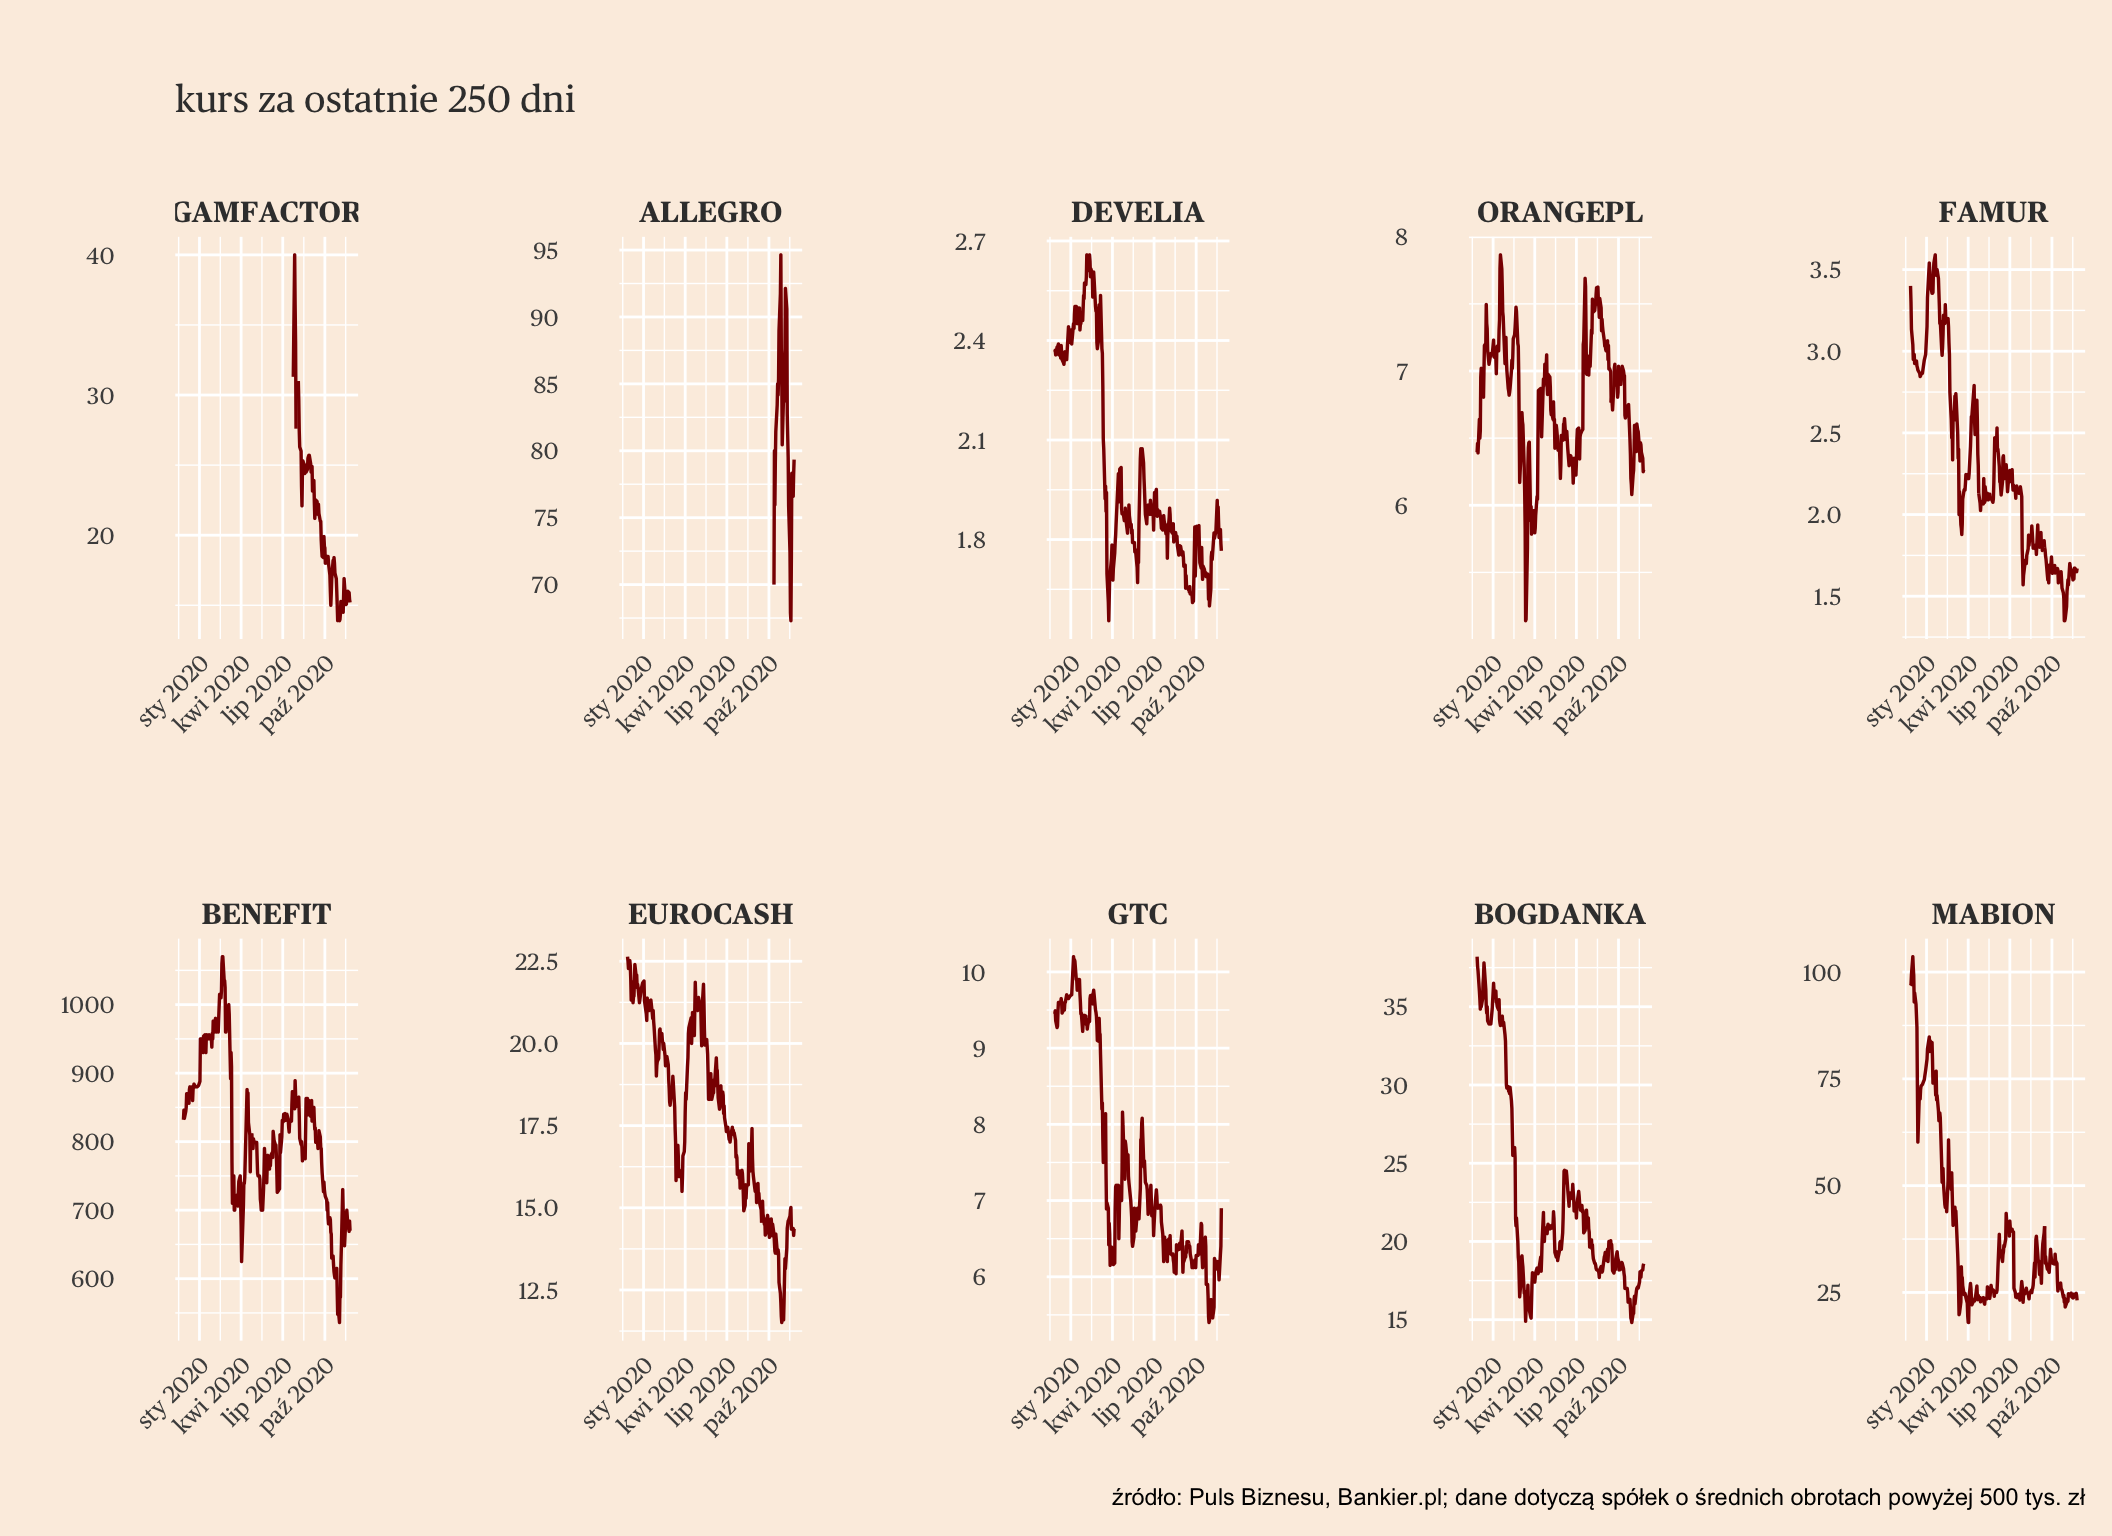 kurs za ostatnie 250 dni
GAMFACTOR
40
30
20
sty 2020
kwi 2020
lip 2020
paź 2020
ALLEGRO
95
90
85
80
75
70
sty 2020
kwi 2020
lip 2020
paź 2020
DEVELIA
2.7
2.4
2.1
1.8
sty 2020
kwi 2020
lip 2020
paź 2020
ORANGEPL
8
7
6
sty 2020
kwi 2020
lip 2020
paź 2020
FAMUR
3.5
3.0
2.5
2.0
1.5
sty 2020
kwi 2020
lip 2020
paź 2020
BENEFIT
1000
900
800
700
600
sty 2020
kwi 2020
lip 2020
paź 2020
EUROCASH
22.5
20.0
17.5
15.0
12.5
sty 2020
kwi 2020
lip 2020
paź 2020
GTC
10
9
8
7
6
sty 2020
kwi 2020
lip 2020
paź 2020
BOGDANKA
35
30
25
20
15
sty 2020
kwi 2020
lip 2020
paź 2020
MABION
100
75
50
25
sty 2020
kwi 2020
lip 2020
paź 2020
źródło: Puls Biznesu, Bankier.pl; dane dotyczą spółek o średnich obrotach powyżej 500 tys. zł